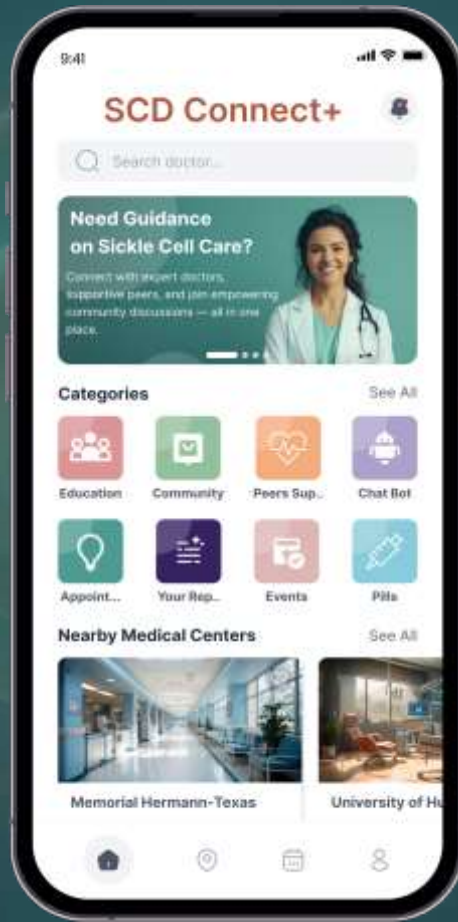 9:41
SCD Connect+
Search doctor...
Need Guidance
on Sickle Cell Care?
Connect with expert doctors,
supportive peers, and join empowering
community discussions — all in one
place.
Categories See All
Education Community Peers Sup.. Chat Bot
Appoint... Your Rep.. Events Pills
Nearby Medical Centers See All
Memorial Hermann-Texas University of Hu